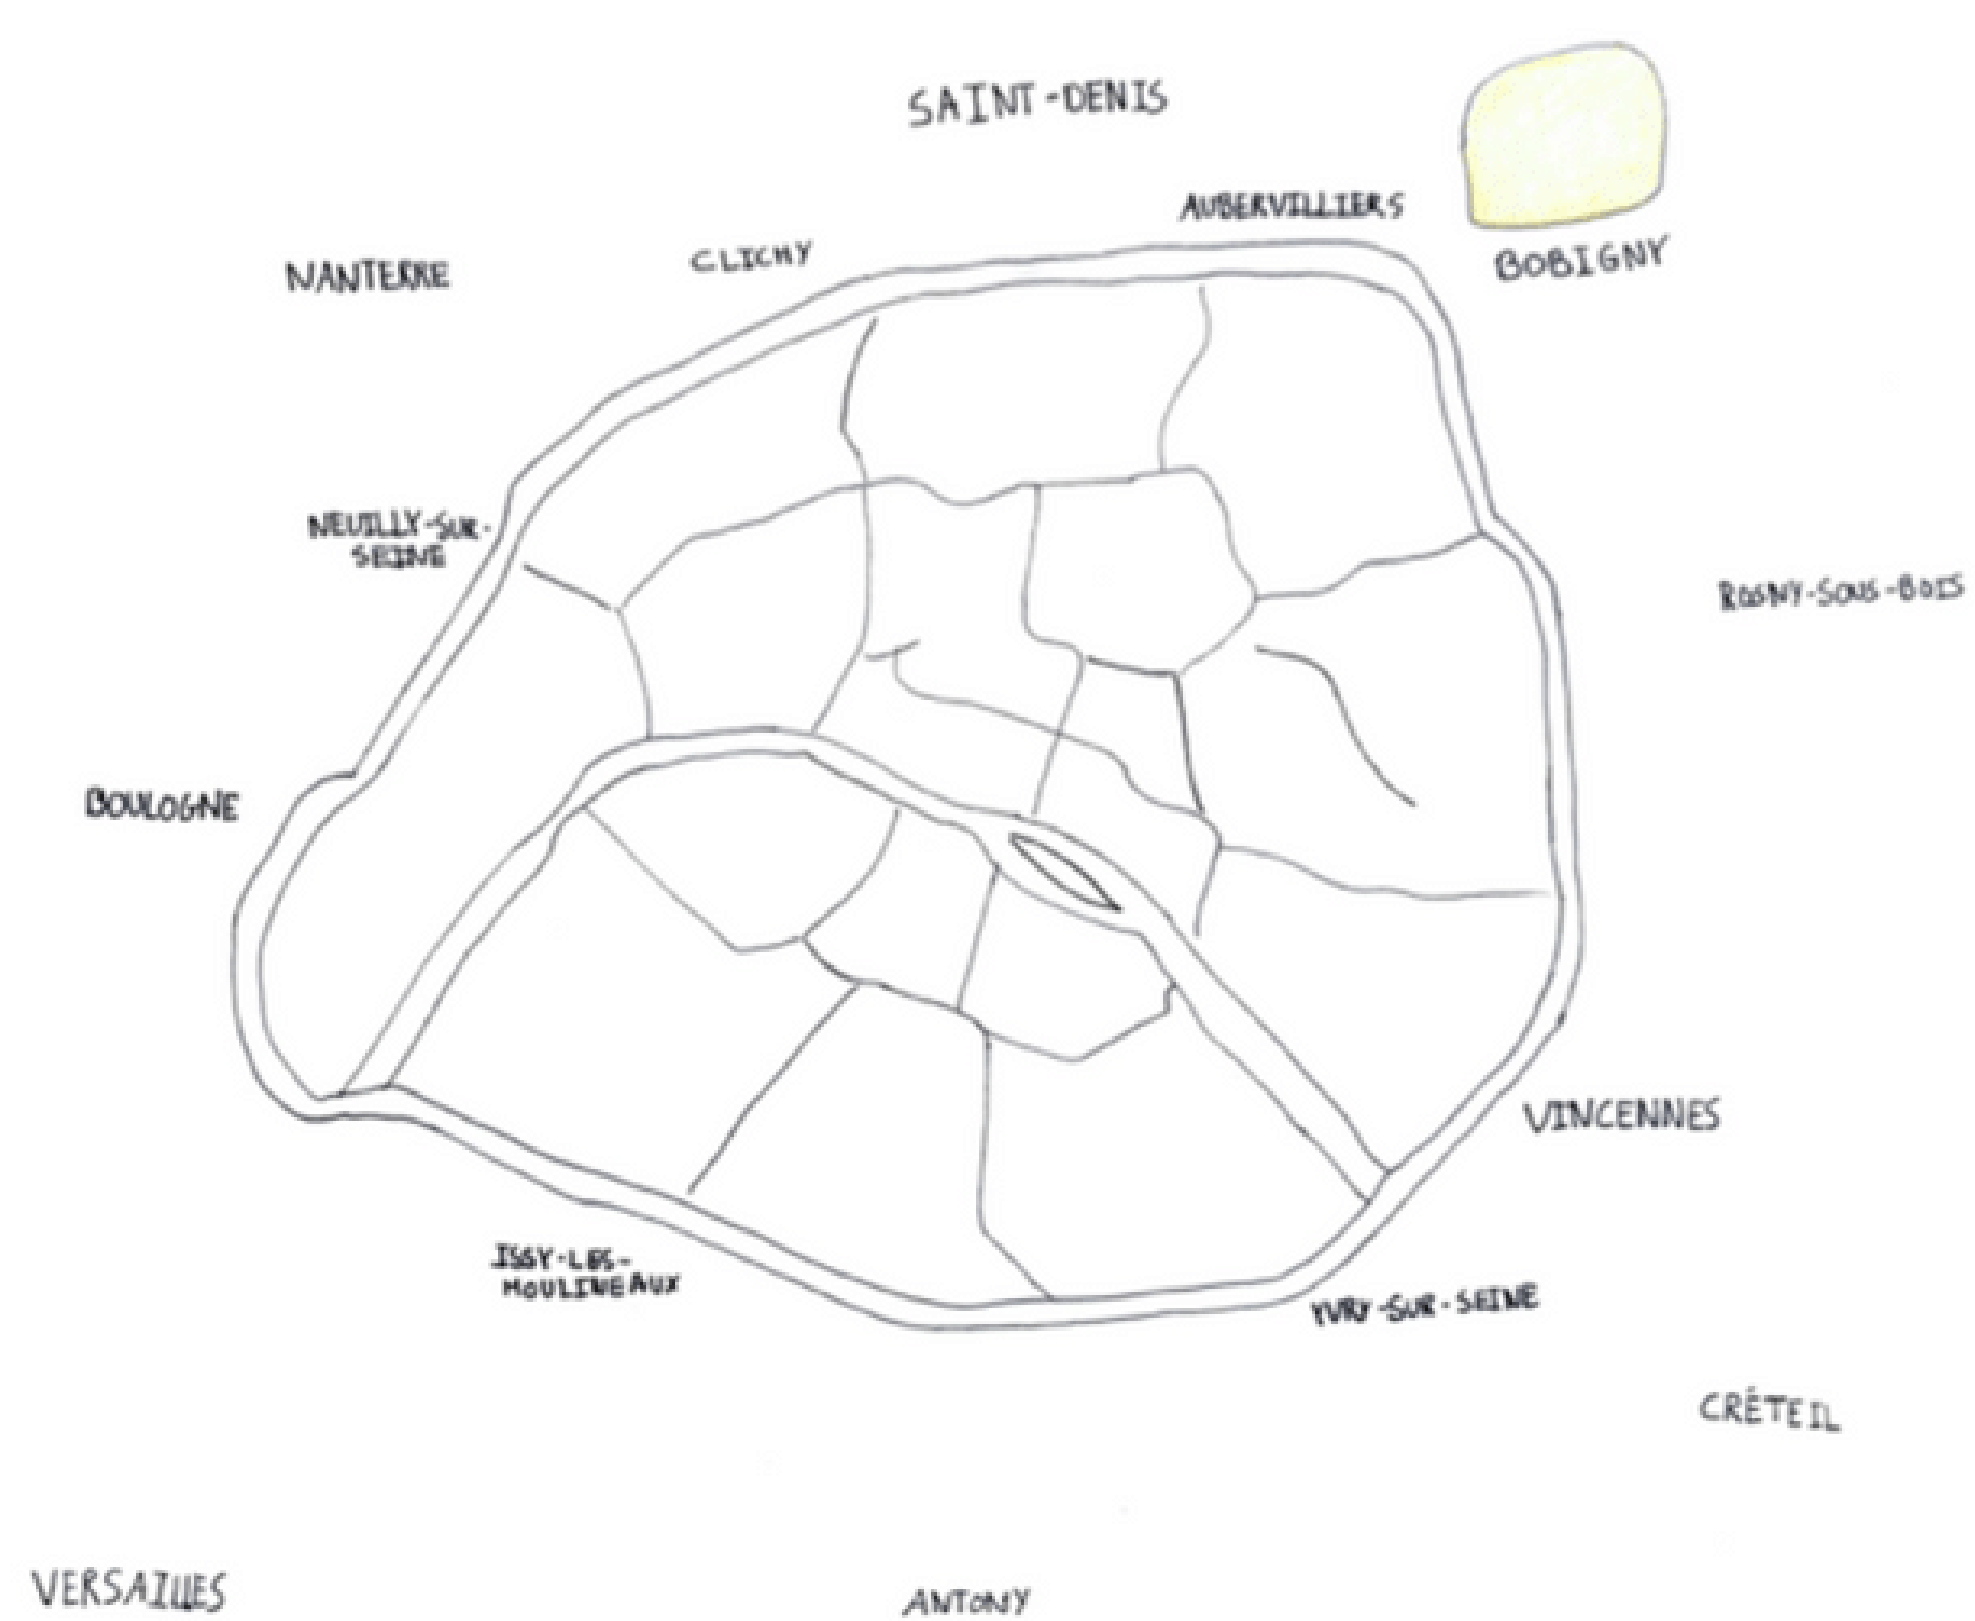 SAINT-DENIS
AUBERVILLIERS
BOBIGNY
CLICHY
NANTERRE
NEUILLY-SUR-
SEINE
ROSNY-SOUS-BOIS
BOULOGNE
VINCENNES
ISSY-LES-
MOULINEAUX
IVRY-SUR-SEINE
CRÉTEIL
VERSAILLES
ANTONY